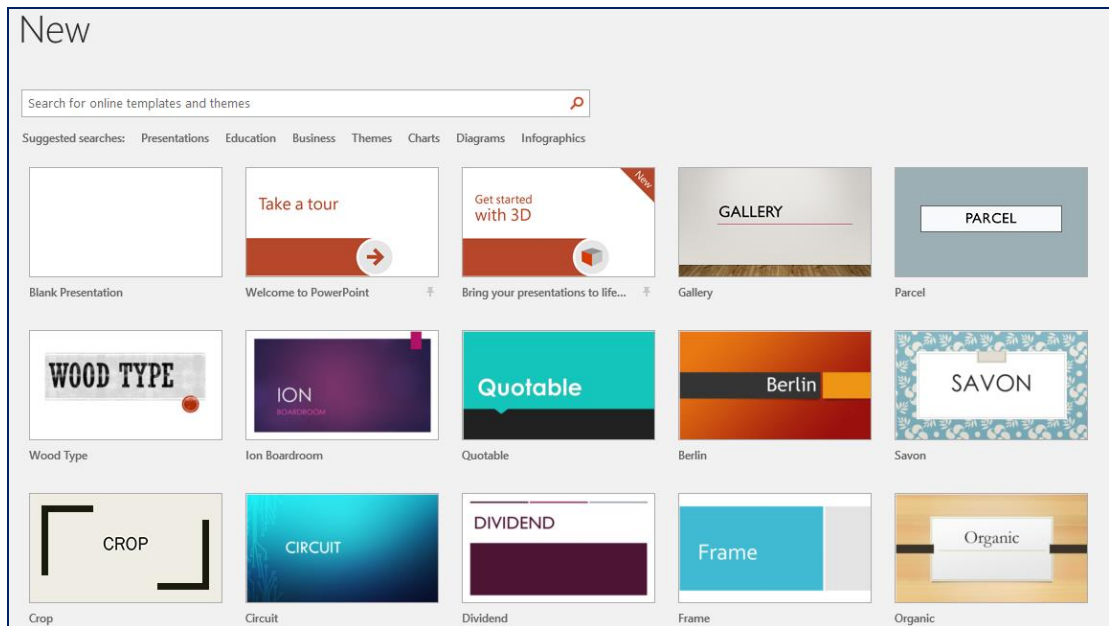 New
Search for online templates and themes
Suggested searches: Presentations Education Business Themes Charts Diagrams Infographics
Take a tour
Get started
with 3D
New
GALLERY
PARCEL
Blank Presentation
Welcome to PowerPoint
Bring your presentations to life...
Gallery
Parcel
WOOD TYPE
ION
BOARDROOM
Quotable
Berlin
SAVON
Wood Type
Ion Boardroom
Quotable
Berlin
Savon
CROP
CIRCUIT
DIVIDEND
Frame
Organic
Crop
Circuit
Dividend
Frame
Organic